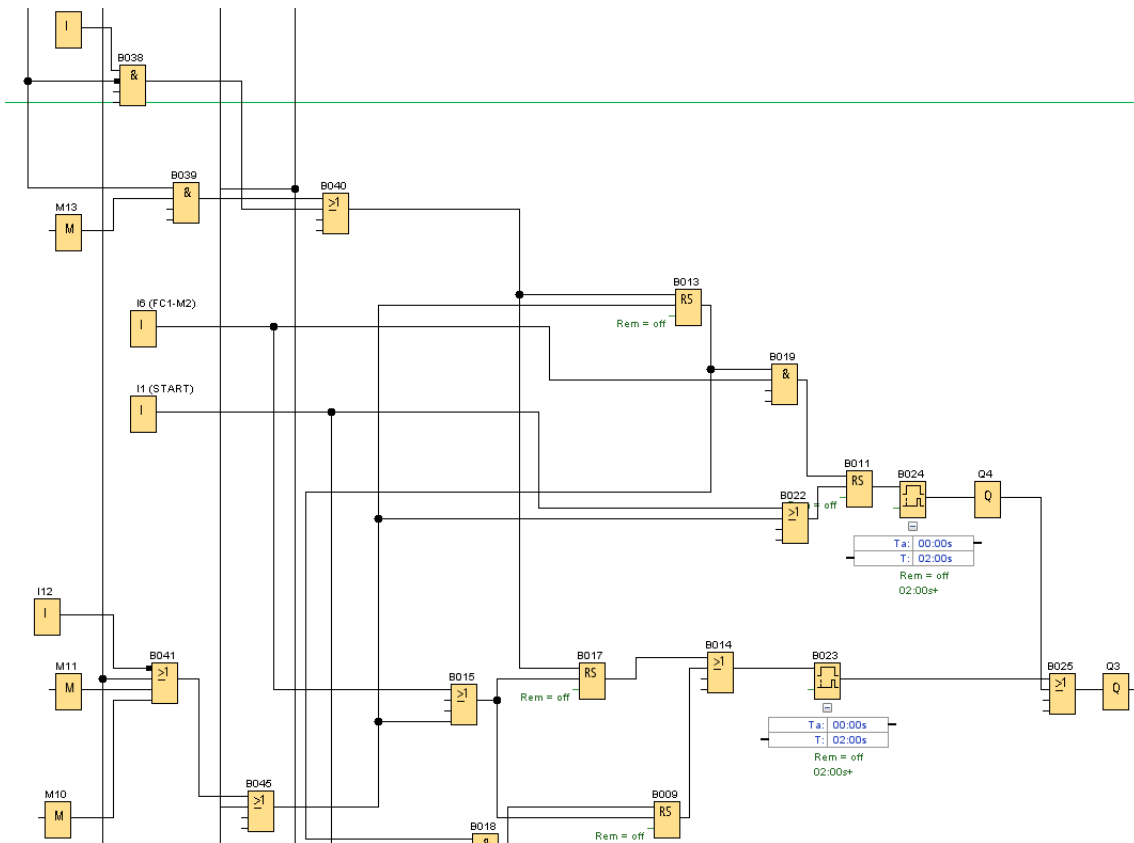 I
B038
&
B039
&
B040
>1
M13
M
B013
RS
Rem = off
I6 (FC1-M2)
I
B019
&
I1 (START)
I
B011
RS
B024
Q4
Q
B022
>1
= off
Ta: 00:00s
T: 02:00s
Rem = off
02:00s+
I12
I
B041
>1
M11
M
B015
>1
B017
RS
Rem = off
B014
>1
B023
B025
>1
Q3
Q
Ta: 00:00s
T: 02:00s
Rem = off
02:00s+
M10
M
B045
>1
B018
&
B009
RS
Rem = off